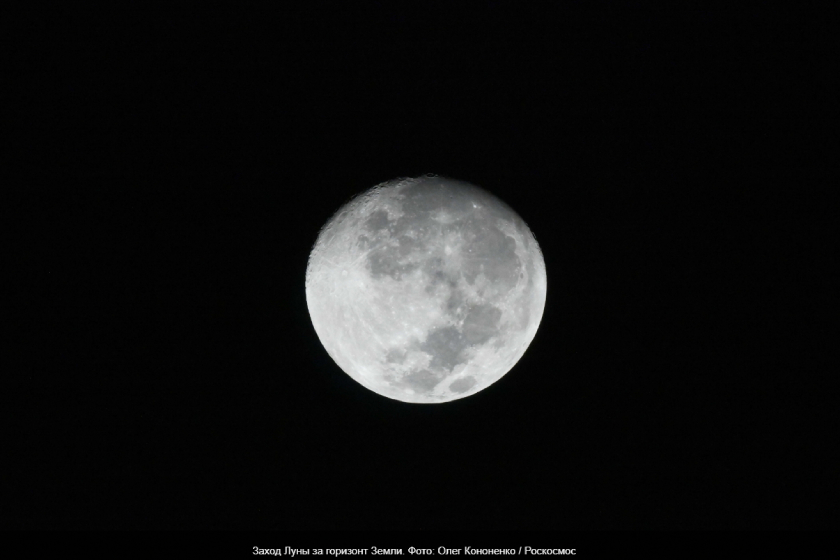 Заход Луны за горизонт Земли. Фото: Олег Кононенко / Роскосмос